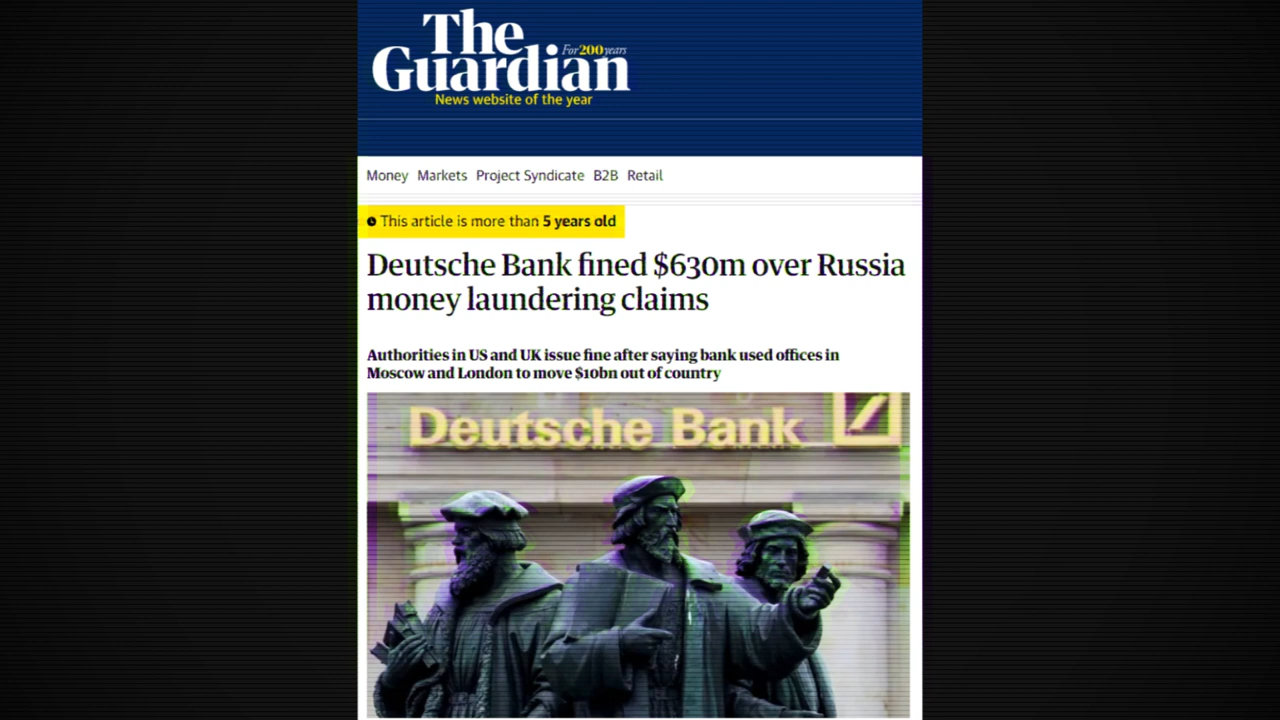 The
Guardian
For 200 years
News website of the year
Money Markets Project Syndicate B2B Retail
This article is more than 5 years old
Deutsche Bank fined $630m over Russia
money laundering claims
Authorities in US and UK issue fine after saying bank used offices in
Moscow and London to move $10bn out of country
Deutsche Bank